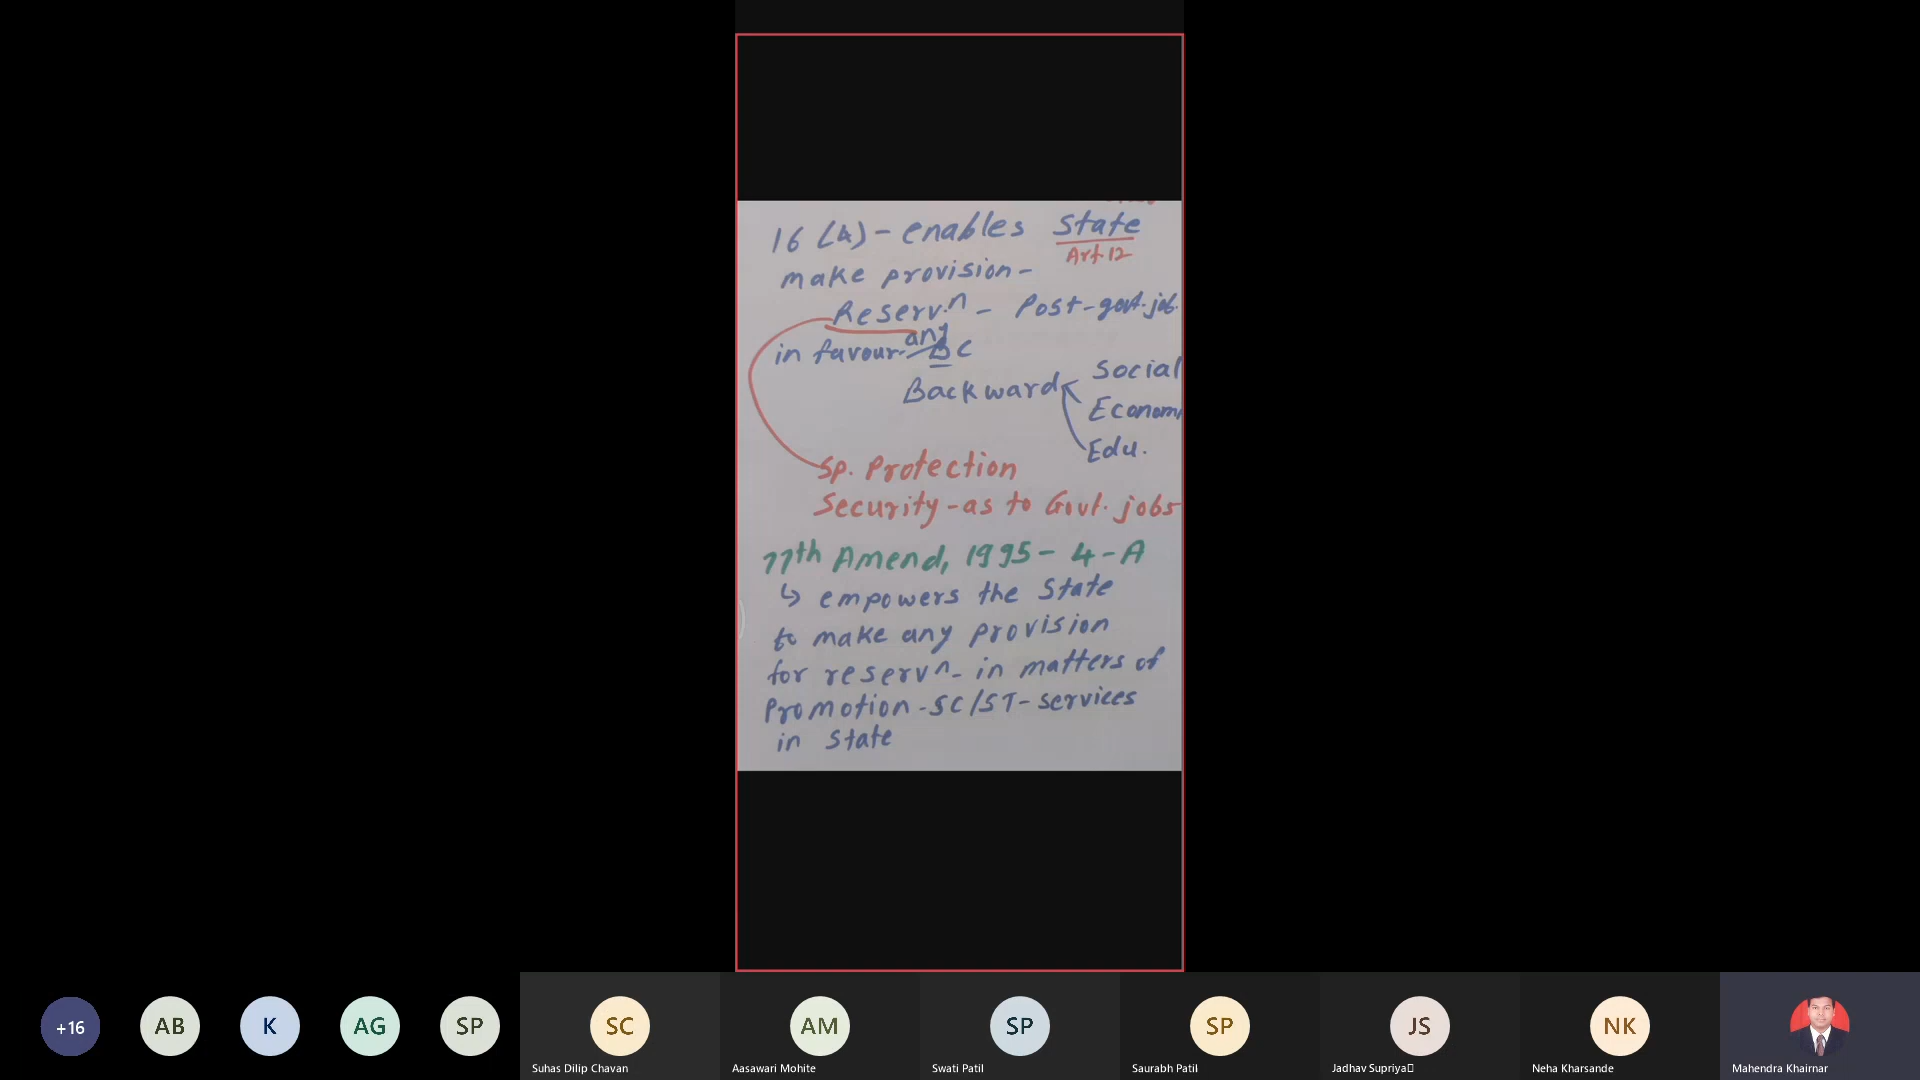 16 (4) - enables State
Art 12
make provision -
Reserv.n - Post - govt. job.
any
in favour - BC
Backward
Social
Econom
Edu.
Sp. Protection
Security - as to Govt. jobs
77th Amend, 1995 - 4 - A
↳ empowers the State
to make any provision
for reservn - in matters of
Promotion - SC/ST - services
in State
+16
AB
K
AG
SP
SC
AM
SP
SP
JS
NK
Suhas Dilip Chavan
Aasawari Mohite
Swati Patil
Saurabh Patil
Jadhav Supriya
Neha Kharsande
Mahendra Khairnar